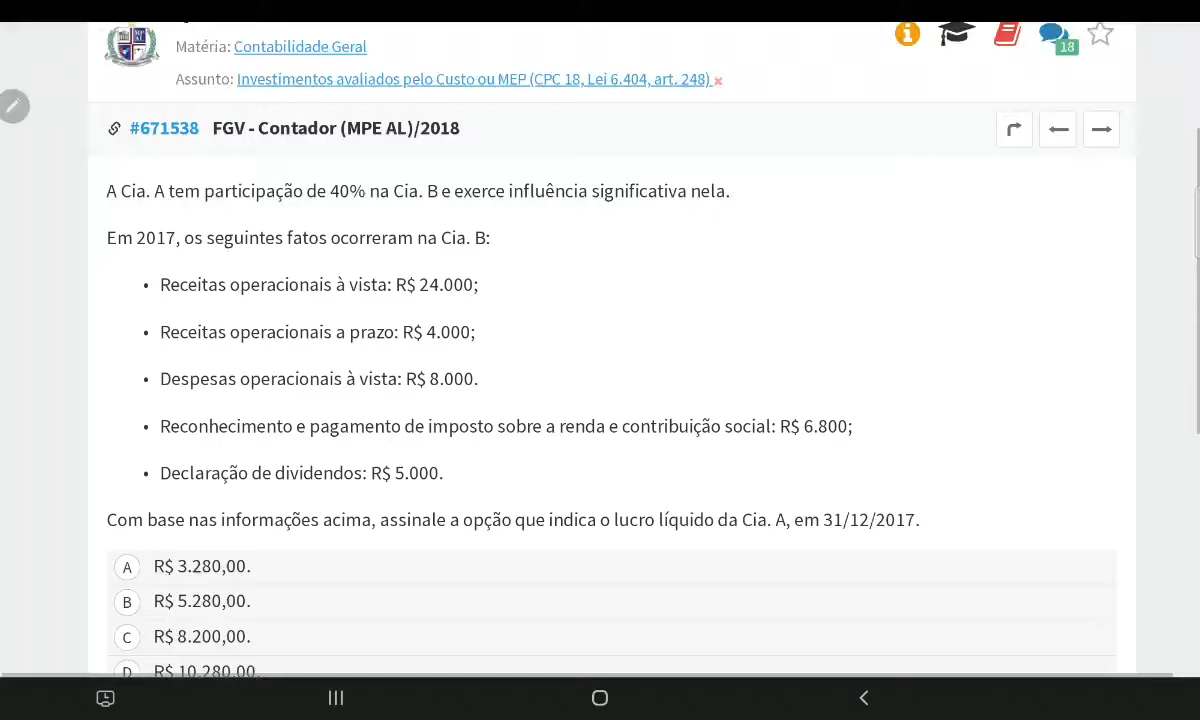 Matéria: Contabilidade Geral
18
Assunto: Investimentos avaliados pelo Custo ou MEP (CPC 18, Lei 6.404, art. 248)
#671538 FGV - Contador (MPE AL)/2018
A Cia. A tem participação de 40% na Cia. B e exerce influência significativa nela.
Em 2017, os seguintes fatos ocorreram na Cia. B:
• Receitas operacionais à vista: R$ 24.000;
• Receitas operacionais a prazo: R$ 4.000;
• Despesas operacionais à vista: R$ 8.000.
• Reconhecimento e pagamento de imposto sobre a renda e contribuição social: R$ 6.800;
• Declaração de dividendos: R$ 5.000.
Com base nas informações acima, assinale a opção que indica o lucro líquido da Cia. A, em 31/12/2017.
A R$ 3.280,00.
B R$ 5.280,00.
C R$ 8.200,00.
D R$ 10.280,00.